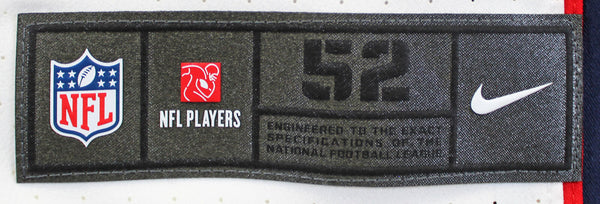 NFL
NFL PLAYERS
52
ENGINEERED TO THE EXACT
SPECIFICATIONS OF THE
NATIONAL FOOTBALL LEAGUE